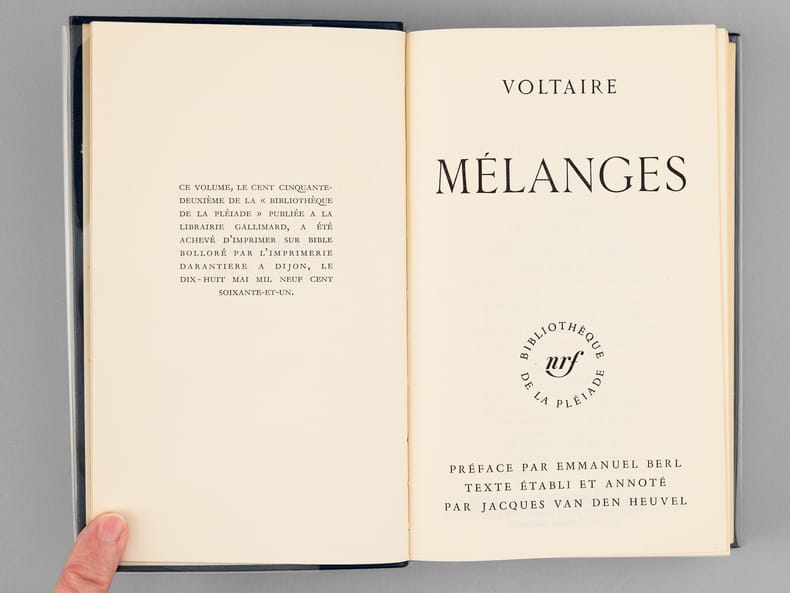 CE VOLUME, LE CENT CINQUANTE-
DEUXIÈME DE LA « BIBLIOTHÈQUE
DE LA PLÉIADE » PUBLIÉE A LA
LIBRAIRIE GALLIMARD, A ÉTÉ
ACHEVÉ D'IMPRIMER SUR BIBLE
BOLLORÉ PAR L'IMPRIMERIE
DARANTIERE A DIJON, LE
DIX-HUIT MAI MIL NEUF CENT
SOIXANTE-ET-UN.
VOLTAIRE
MÉLANGES
BIBLIOTHÈQUE
nrf
DE LA PLÉIADE
PRÉFACE PAR EMMANUEL BERL
TEXTE ÉTABLI ET ANNOTÉ
PAR JACQUES VAN DEN HEUVEL